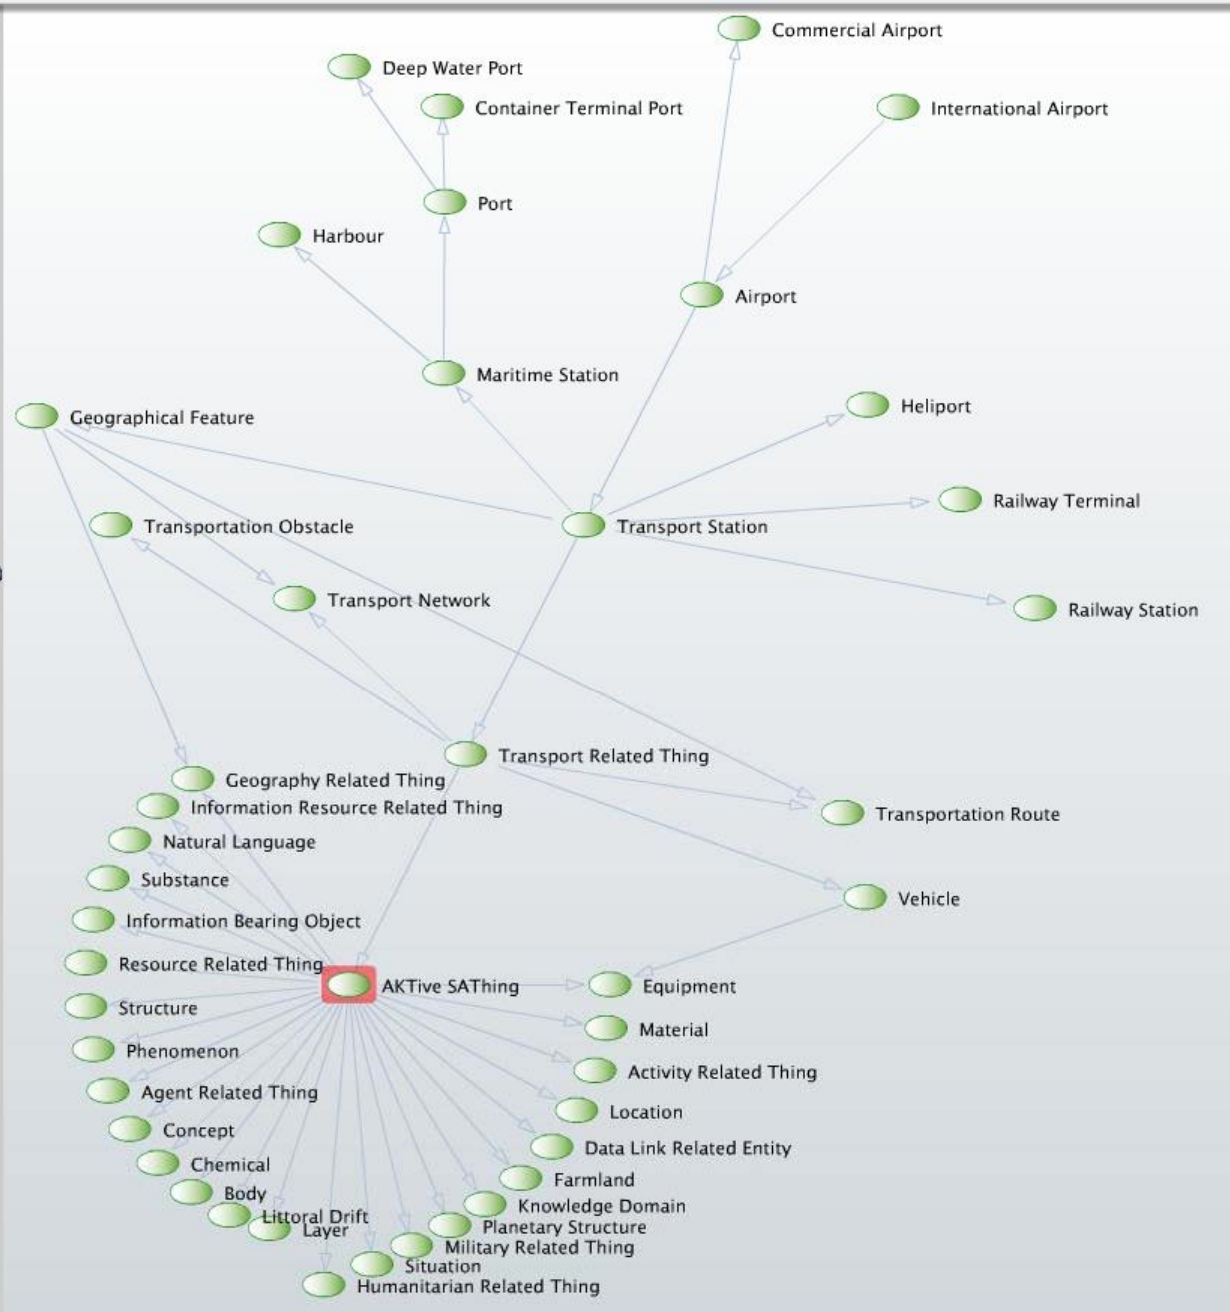 Commercial Airport
Deep Water Port
Container Terminal Port
International Airport
Port
Harbour
Airport
Maritime Station
Heliport
Geographical Feature
Railway Terminal
Transportation Obstacle
Transport Station
Transport Network
Railway Station
Transport Related Thing
Geography Related Thing
Information Resource Related Thing
Transportation Route
Natural Language
Substance
Vehicle
Information Bearing Object
Resource Related Thing
AKTive SAThing
Equipment
Structure
Material
Phenomenon
Activity Related Thing
Agent Related Thing
Location
Concept
Data Link Related Entity
Chemical
Farmland
Body
Knowledge Domain
Littoral Drift
Planetary Structure
Layer
Military Related Thing
Situation
Humanitarian Related Thing